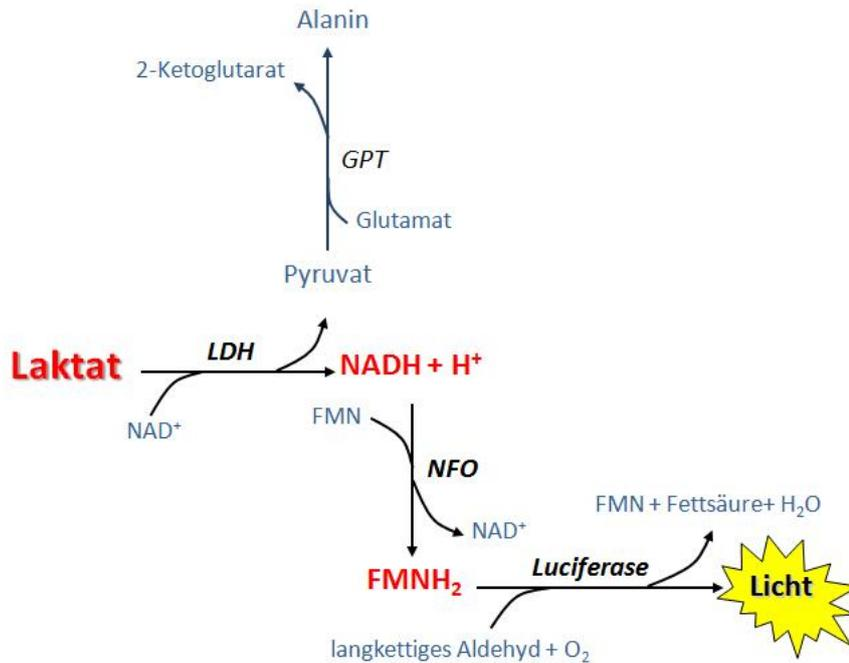 Alanin
2-Ketoglutarat
GPT
Glutamat
Pyruvat
LDH
Laktat
NADH + H⁺
NAD⁺
FMN
NFO
FMN + Fettsäure+ H₂O
NAD⁺
Luciferase
FMNH₂
Licht
langkettiges Aldehyd + O₂